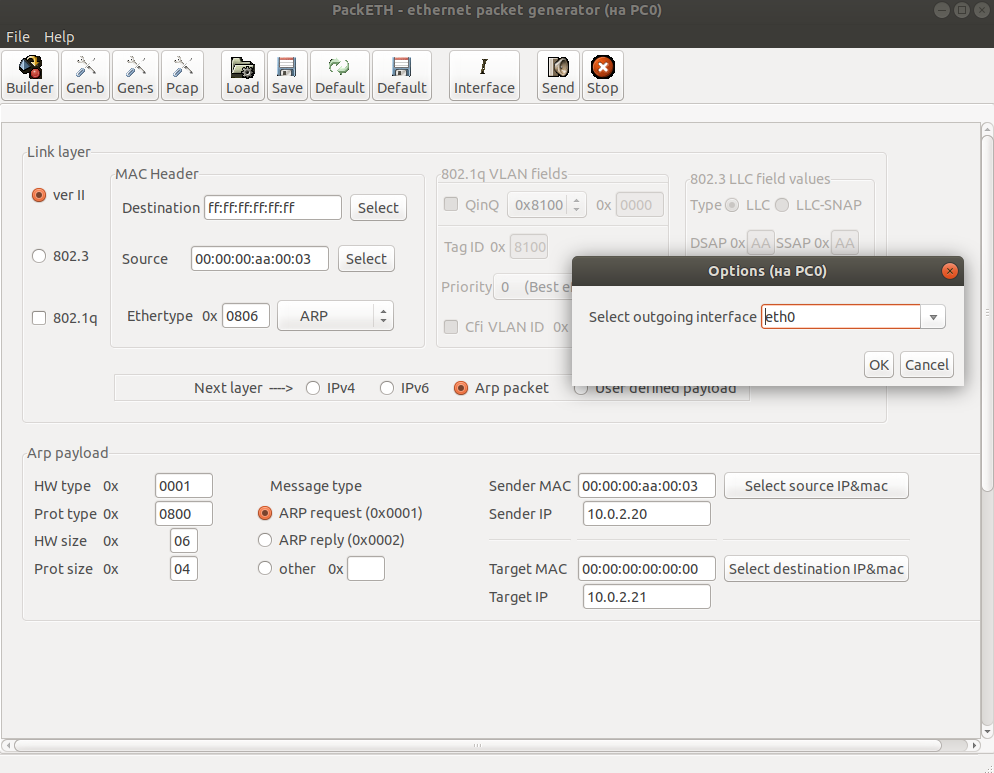 PackETH - ethernet packet generator (на PC0)
File Help
Builder Gen-b Gen-s Pcap Load Save Default Default Interface Send Stop
Link layer
MAC Header
802.1q VLAN fields
802.3 LLC field values
ver II
Destination ff:ff:ff:ff:ff:ff Select
QinQ 0x8100 0x 0000
Type LLC LLC-SNAP
802.3
Source 00:00:00:aa:00:03 Select
Tag ID 0x 8100
DSAP 0x AA SSAP 0x AA
802.1q
Ethertype 0x 0806 ARP
Priority 0 (Best e
Cfi VLAN ID 0x
Options (на PC0)
Select outgoing interface eth0
OK Cancel
Next layer ----> IPv4 IPv6 Arp packet User defined payload
Arp payload
HW type 0x 0001
Message type
Sender MAC 00:00:00:aa:00:03 Select source IP&mac
Prot type 0x 0800
ARP request (0x0001)
Sender IP 10.0.2.20
HW size 0x 06
ARP reply (0x0002)
Prot size 0x 04
other 0x
Target MAC 00:00:00:00:00:00 Select destination IP&mac
Target IP 10.0.2.21